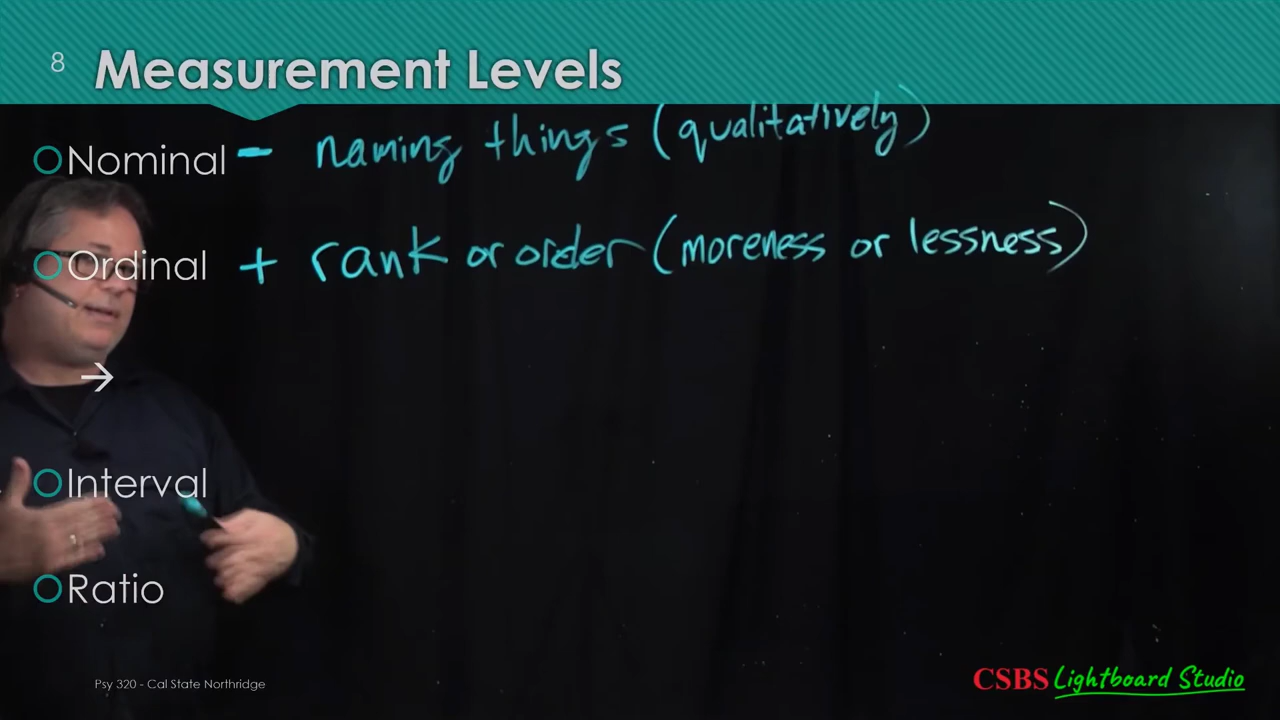 8 Measurement Levels
Nominal - naming things (qualitatively)
Ordinal + rank or order (moreness or lessness)
→
Interval
Ratio
Psy 320 - Cal State Northridge
CSBS Lightboard Studio